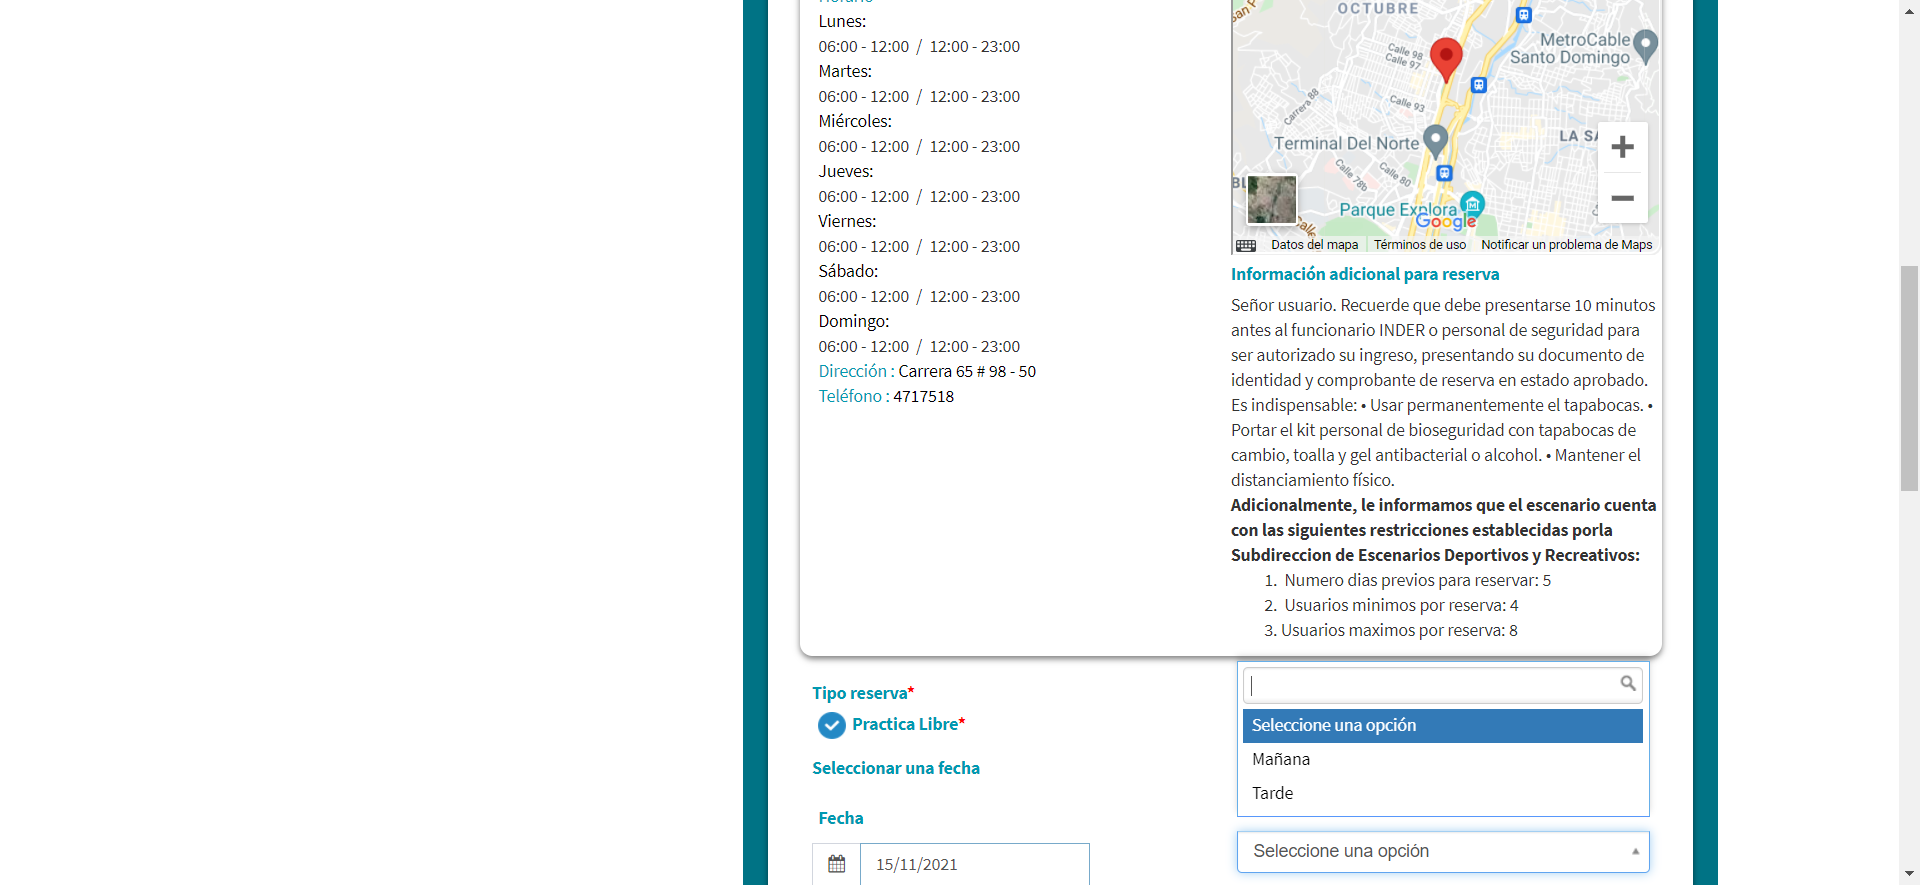 Horario
Lunes:
06:00 - 12:00 / 12:00 - 23:00
Martes:
06:00 - 12:00 / 12:00 - 23:00
Miércoles:
06:00 - 12:00 / 12:00 - 23:00
Jueves:
06:00 - 12:00 / 12:00 - 23:00
Viernes:
06:00 - 12:00 / 12:00 - 23:00
Sábado:
06:00 - 12:00 / 12:00 - 23:00
Domingo:
06:00 - 12:00 / 12:00 - 23:00
Dirección : Carrera 65 # 98 - 50
Teléfono : 4717518
OCTUBRE
MetroCable
Santo Domingo
Calle 98
Calle 97
Carrera 88
Calle 93
Terminal Del Norte
Calle 78b
Calle 80
Parque Explora
Google
Datos del mapa
Términos de uso
Notificar un problema de Maps
Información adicional para reserva
Señor usuario. Recuerde que debe presentarse 10 minutos
antes al funcionario INDER o personal de seguridad para
ser autorizado su ingreso, presentando su documento de
identidad y comprobante de reserva en estado aprobado.
Es indispensable: • Usar permanentemente el tapabocas. •
Portar el kit personal de bioseguridad con tapabocas de
cambio, toalla y gel antibacterial o alcohol. • Mantener el
distanciamiento físico.
Adicionalmente, le informamos que el escenario cuenta
con las siguientes restricciones establecidas porla
Subdireccion de Escenarios Deportivos y Recreativos:
1. Numero dias previos para reservar: 5
2. Usuarios minimos por reserva: 4
3. Usuarios maximos por reserva: 8
Tipo reserva*
Practica Libre*
Seleccionar una fecha
Fecha
15/11/2021
Seleccione una opción
Mañana
Tarde
Seleccione una opción